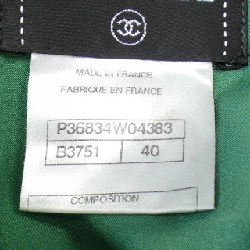 MADE IN FRANCE
FABRIQUE EN FRANCE
P36834W04383
B3751 40
COMPOSITION